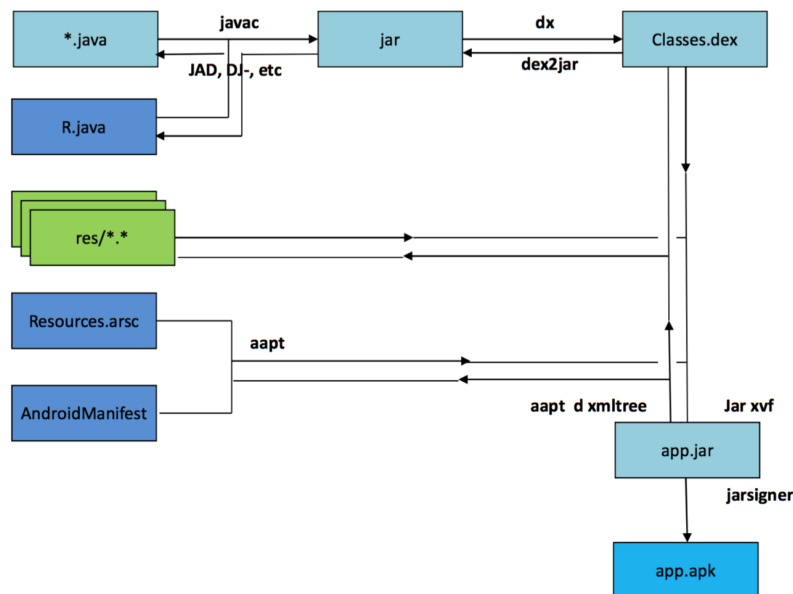 javac
dx
*.java
jar
Classes.dex
JAD, DJ-, etc
dex2jar
R.java
res/*.*
Resources.arsc
aapt
AndroidManifest
aapt d xmltree
Jar xvf
app.jar
jarsigner
app.apk